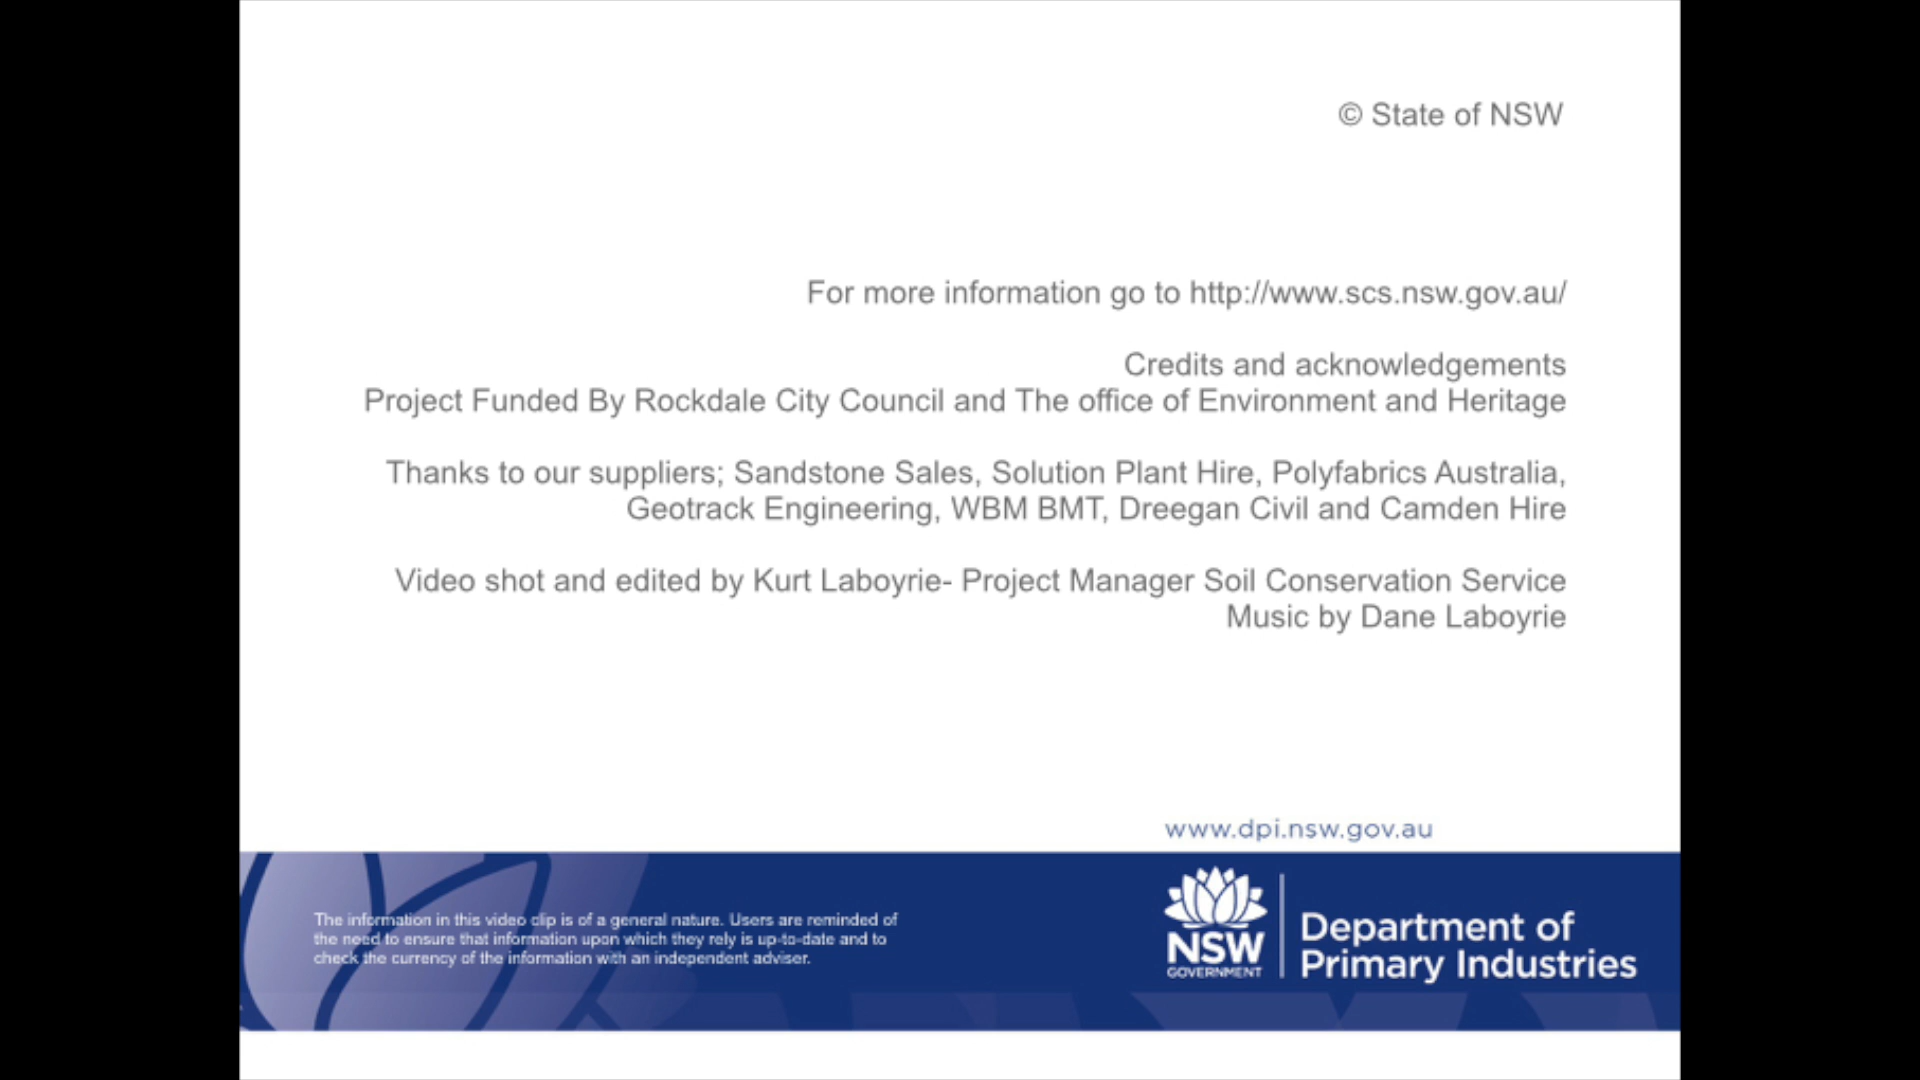 © State of NSW
For more information go to http://www.scs.nsw.gov.au/
Credits and acknowledgements
Project Funded By Rockdale City Council and The office of Environment and Heritage
Thanks to our suppliers; Sandstone Sales, Solution Plant Hire, Polyfabrics Australia,
Geotrack Engineering, WBM BMT, Dreegan Civil and Camden Hire
Video shot and edited by Kurt Laboyrie- Project Manager Soil Conservation Service
Music by Dane Laboyrie
www.dpi.nsw.gov.au
The information in this video clip is of a general nature. Users are reminded of
the need to ensure that information upon which they rely is up-to-date and to
check the currency of the information with an independent adviser.
NSW
GOVERNMENT
Department of
Primary Industries